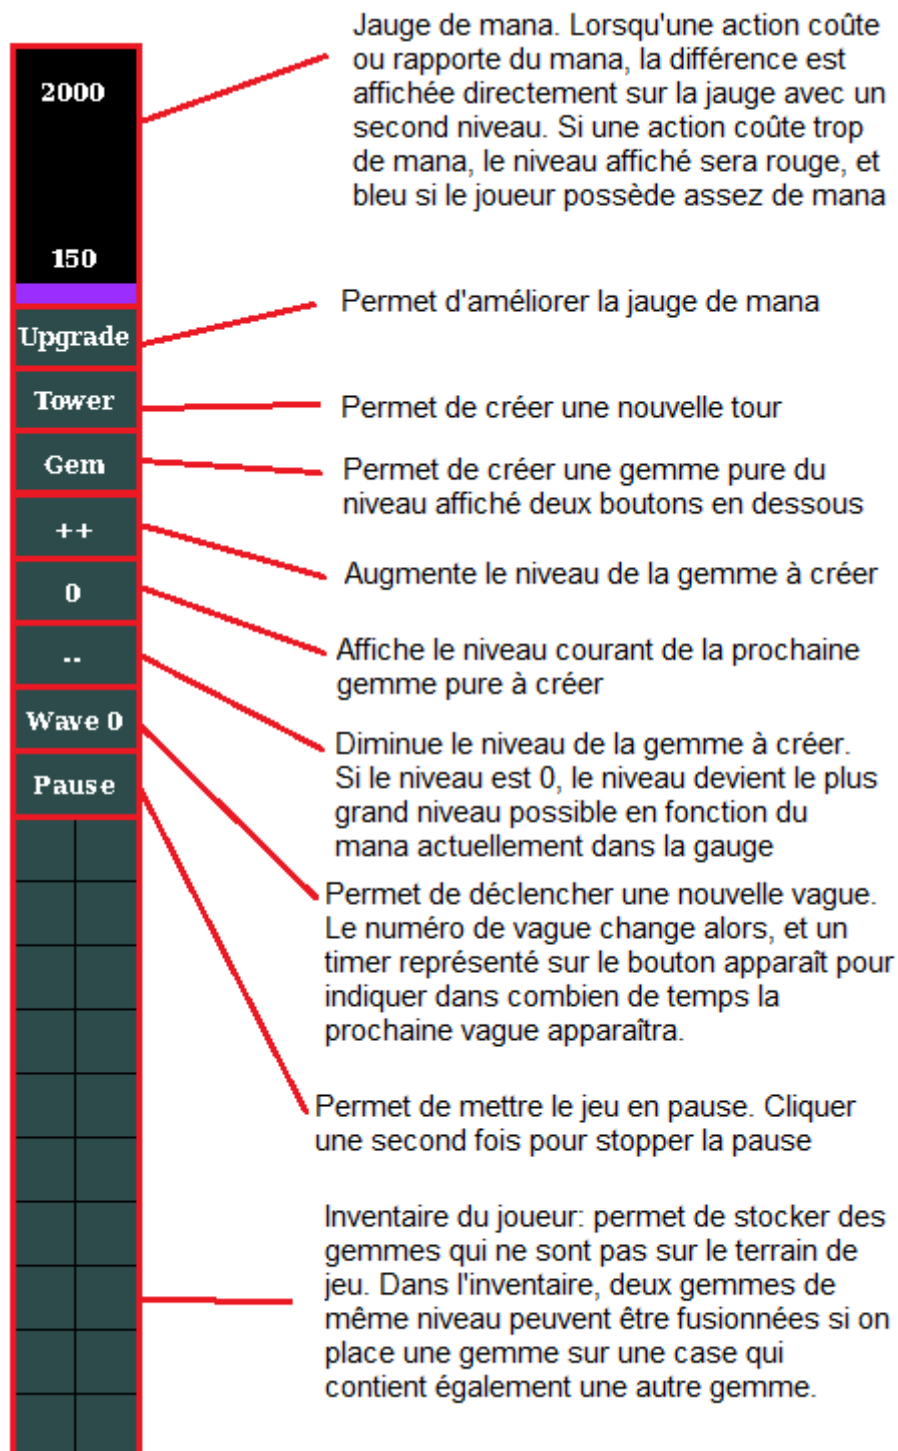 Jauge de mana. Lorsqu'une action coûte
ou rapporte du mana, la différence est
affichée directement sur la jauge avec un
second niveau. Si une action coûte trop
de mana, le niveau affiché sera rouge, et
bleu si le joueur possède assez de mana
2000
150
Upgrade
Permet d'améliorer la jauge de mana
Tower
Permet de créer une nouvelle tour
Gem
Permet de créer une gemme pure du
niveau affiché deux boutons en dessous
++
Augmente le niveau de la gemme à créer
0
Affiche le niveau courant de la prochaine
gemme pure à créer
--
Diminue le niveau de la gemme à créer.
Si le niveau est 0, le niveau devient le plus
grand niveau possible en fonction du
mana actuellement dans la gauge
Wave 0
Permet de déclencher une nouvelle vague.
Le numéro de vague change alors, et un
timer représenté sur le bouton apparaît pour
indiquer dans combien de temps la
prochaine vague apparaîtra.
Pause
Permet de mettre le jeu en pause. Cliquer
une second fois pour stopper la pause
Inventaire du joueur: permet de stocker des
gemmes qui ne sont pas sur le terrain de
jeu. Dans l'inventaire, deux gemmes de
même niveau peuvent être fusionnées si on
place une gemme sur une case qui
contient également une autre gemme.